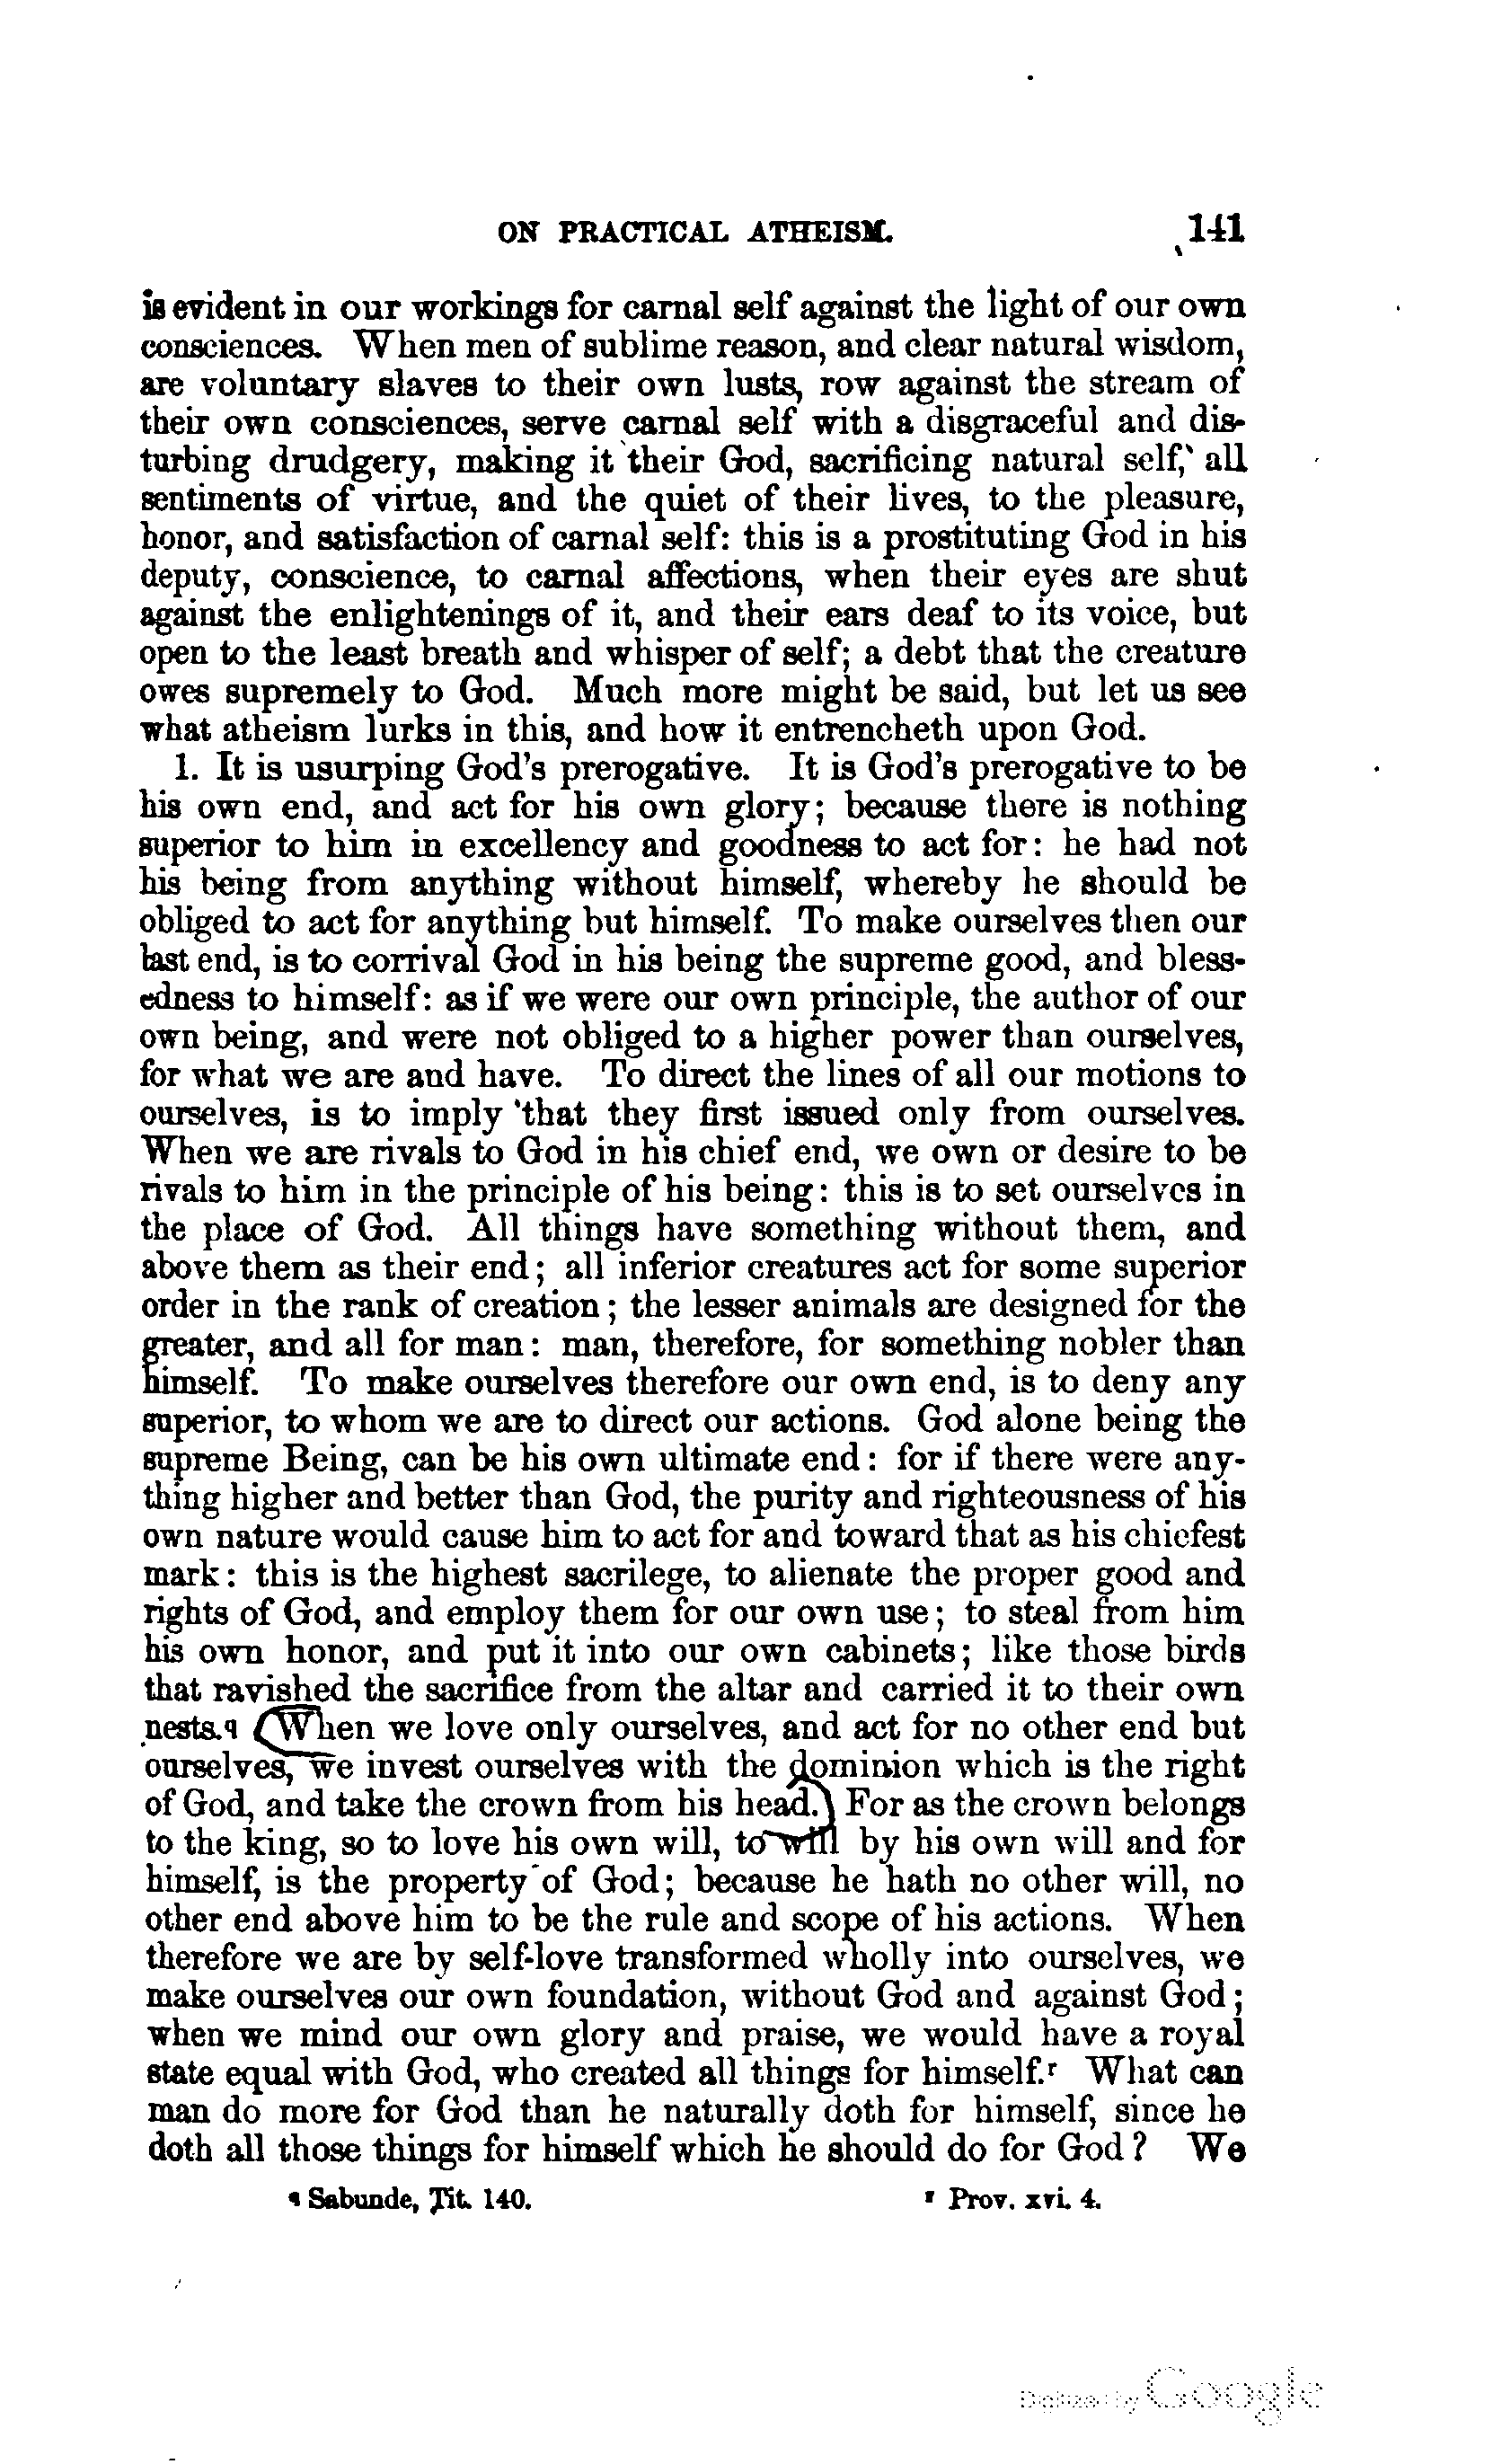 ON PRACTICAL ATHEISM. 141
is evident in our workings for carnal self against the light of our own
consciences. When men of sublime reason, and clear natural wisdom,
are voluntary slaves to their own lusts, row against the stream of
their own consciences, serve carnal self with a disgraceful and dis-
turbing drudgery, making it their God, sacrificing natural self, all
sentiments of virtue, and the quiet of their lives, to the pleasure,
honor, and satisfaction of carnal self: this is a prostituting God in his
deputy, conscience, to carnal affections, when their eyes are shut
against the enlightenings of it, and their ears deaf to its voice, but
open to the least breath and whisper of self; a debt that the creature
owes supremely to God. Much more might be said, but let us see
what atheism lurks in this, and how it entrencheth upon God.
1. It is usurping God's prerogative. It is God's prerogative to be
his own end, and act for his own glory; because there is nothing
superior to him in excellency and goodness to act for: he had not
his being from anything without himself, whereby he should be
obliged to act for anything but himself. To make ourselves then our
last end, is to corrival God in his being the supreme good, and bless-
edness to himself: as if we were our own principle, the author of our
own being, and were not obliged to a higher power than ourselves,
for what we are and have. To direct the lines of all our motions to
ourselves, is to imply that they first issued only from ourselves.
When we are rivals to God in his chief end, we own or desire to be
rivals to him in the principle of his being: this is to set ourselves in
the place of God. All things have something without them, and
above them as their end; all inferior creatures act for some superior
order in the rank of creation; the lesser animals are designed for the
greater, and all for man: man, therefore, for something nobler than
himself. To make ourselves therefore our own end, is to deny any
superior, to whom we are to direct our actions. God alone being the
supreme Being, can be his own ultimate end: for if there were any-
thing higher and better than God, the purity and righteousness of his
own nature would cause him to act for and toward that as his chiefest
mark: this is the highest sacrilege, to alienate the proper good and
rights of God, and employ them for our own use; to steal from him
his own honor, and put it into our own cabinets; like those birds
that ravished the sacrifice from the altar and carried it to their own
nests.q When we love only ourselves, and act for no other end but
ourselves, we invest ourselves with the dominion which is the right
of God, and take the crown from his head. For as the crown belongs
to the king, so to love his own will, to will by his own will and for
himself, is the property of God; because he hath no other will, no
other end above him to be the rule and scope of his actions. When
therefore we are by self-love transformed wholly into ourselves, we
make ourselves our own foundation, without God and against God;
when we mind our own glory and praise, we would have a royal
state equal with God, who created all things for himself.r What can
man do more for God than he naturally doth for himself, since he
doth all those things for himself which he should do for God? We
q Sabunde, Tit. 140. r Prov. xvi. 4.
Digitized by Google